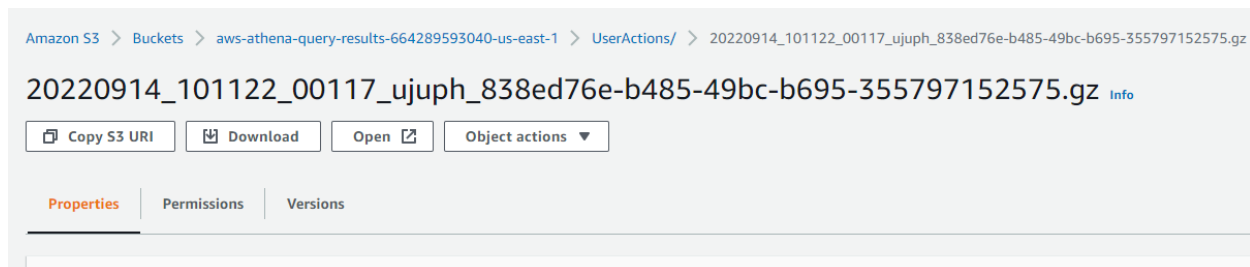 Amazon S3 > Buckets > aws-athena-query-results-664289593040-us-east-1 > UserActions/ > 20220914_101122_00117_ujuph_838ed76e-b485-49bc-b695-355797152575.gz
20220914_101122_00117_ujuph_838ed76e-b485-49bc-b695-355797152575.gz Info
Copy S3 URI Download Open Object actions
Properties Permissions Versions